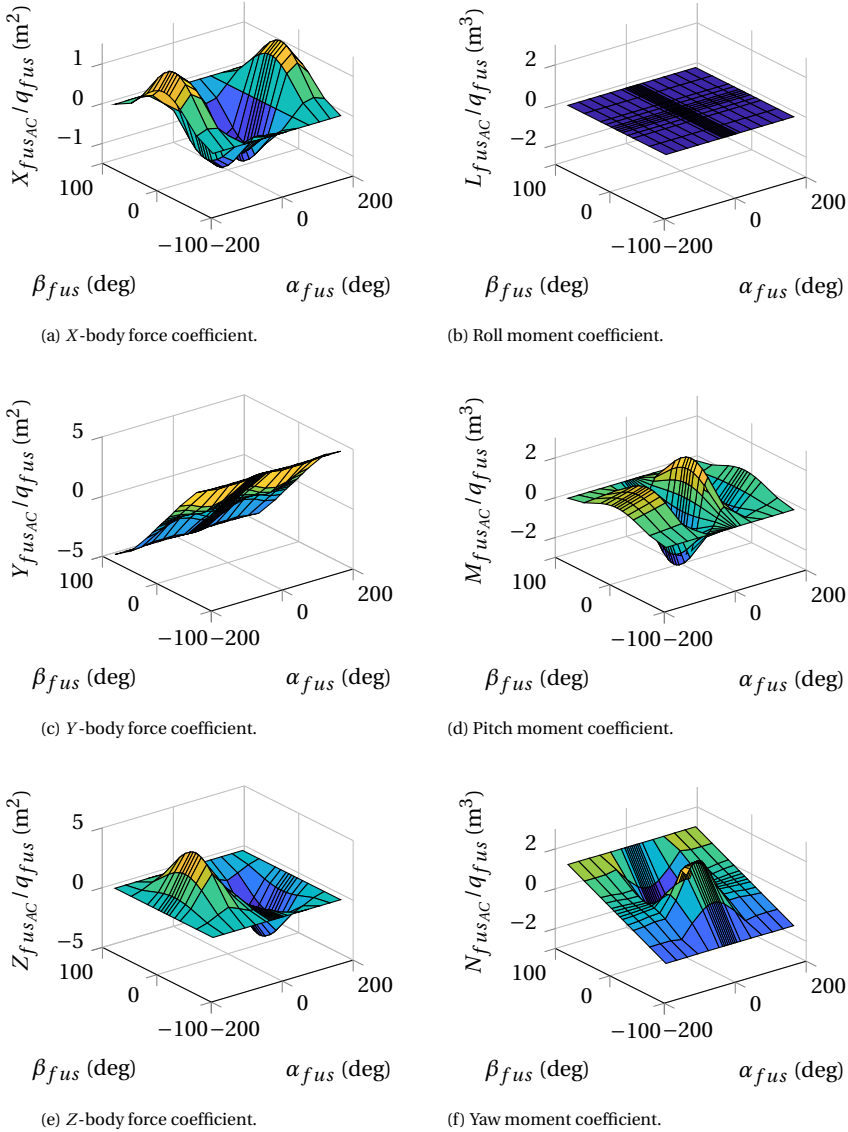 X_{fus_{AC}}/q_{fus} (m²)
1
0
−1
100
0
−100
−200
0
200
β_{fus} (deg)
α_{fus} (deg)
(a) X-body force coefficient.
L_{fus_{AC}}/q_{fus} (m³)
2
0
−2
100
0
−100
−200
0
200
β_{fus} (deg)
α_{fus} (deg)
(b) Roll moment coefficient.
Y_{fus_{AC}}/q_{fus} (m²)
5
0
−5
100
0
−100
−200
0
200
β_{fus} (deg)
α_{fus} (deg)
(c) Y-body force coefficient.
M_{fus_{AC}}/q_{fus} (m³)
2
0
−2
100
0
−100
−200
0
200
β_{fus} (deg)
α_{fus} (deg)
(d) Pitch moment coefficient.
Z_{fus_{AC}}/q_{fus} (m²)
5
0
−5
100
0
−100
−200
0
200
β_{fus} (deg)
α_{fus} (deg)
(e) Z-body force coefficient.
N_{fus_{AC}}/q_{fus} (m³)
2
0
−2
100
0
−100
−200
0
200
β_{fus} (deg)
α_{fus} (deg)
(f) Yaw moment coefficient.